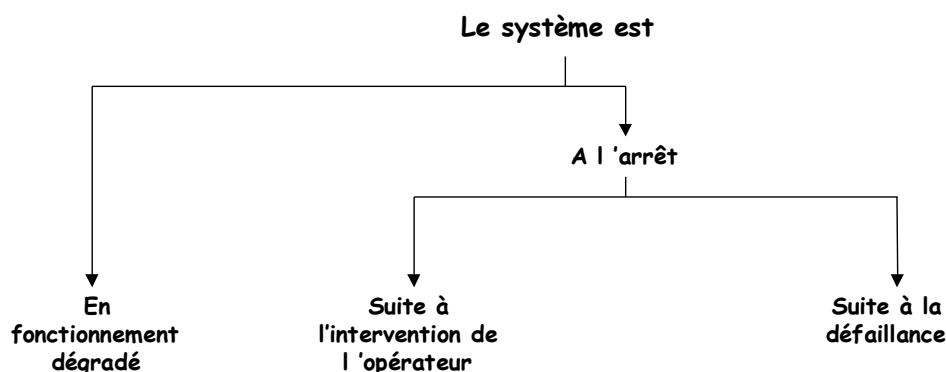 Le système est
A l 'arrêt
En
fonctionnement
dégradé
Suite à
l'intervention de
l 'opérateur
Suite à la
défaillance